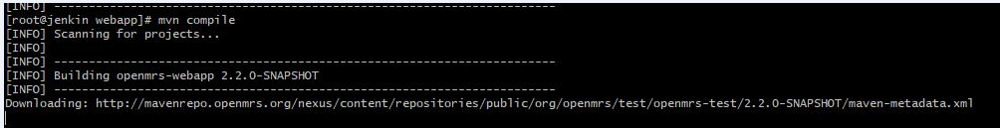 [INFO] ------------------------------------------------------------------------
[root@jenkin webapp]# mvn compile
[INFO] Scanning for projects...
[INFO]
[INFO] ------------------------------------------------------------------------
[INFO] Building openmrs-webapp 2.2.0-SNAPSHOT
[INFO] ------------------------------------------------------------------------
Downloading: http://mavenrepo.openmrs.org/nexus/content/repositories/public/org/openmrs/test/openmrs-test/2.2.0-SNAPSHOT/maven-metadata.xml